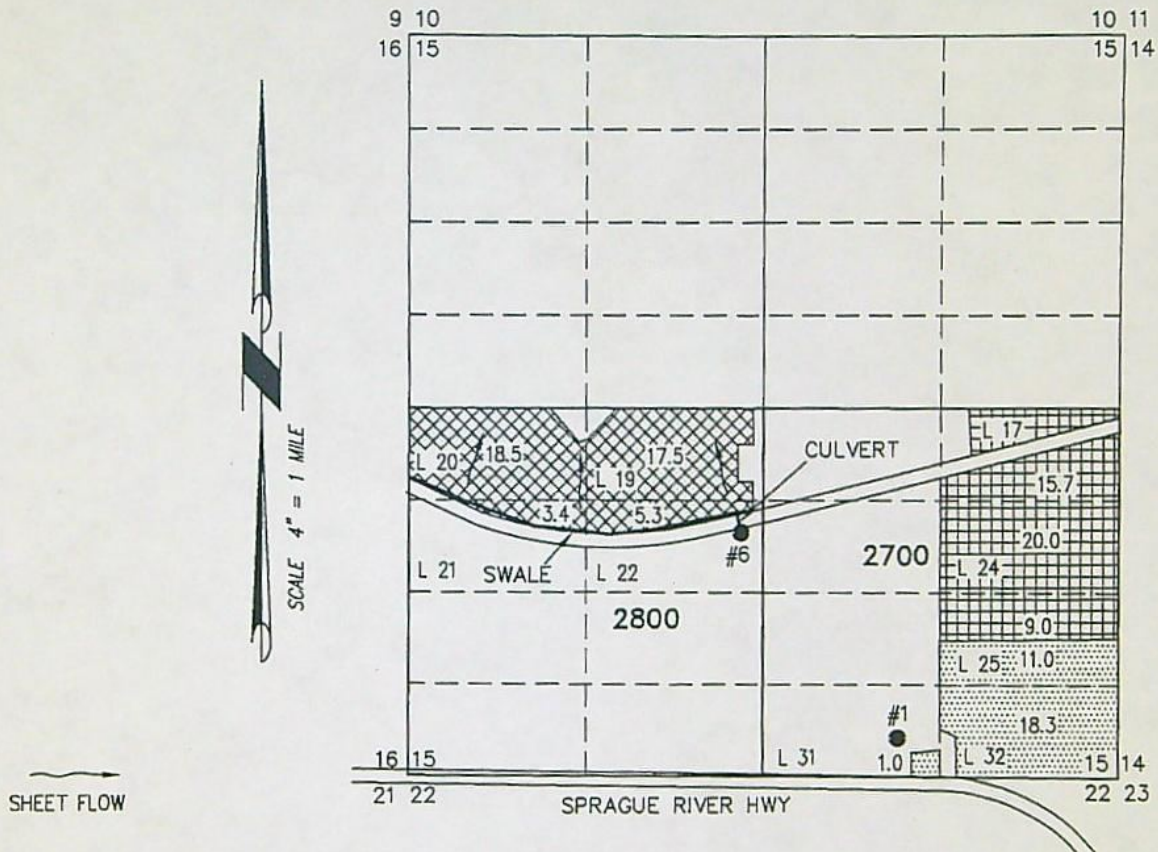 9 10
10 11
16 15
15 14
SCALE 4" = 1 MILE
L 17
CULVERT
L 20
18.5
L 19
17.5
15.7
3.4
5.3
20.0
#6
2700
L 21
SWALE
L 22
L 24
2800
9.0
L 25
11.0
#1
18.3
16 15
L 31
1.0
L 32
15 14
21 22
22 23
SHEET FLOW
SPRAGUE RIVER HWY